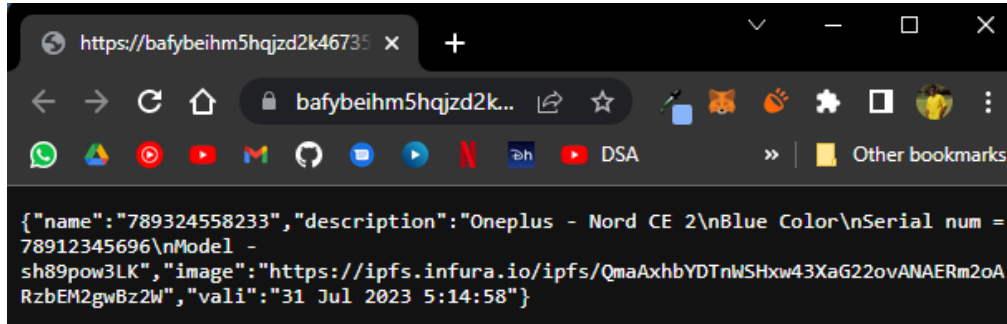 https://bafybeihm5hqjzd2k46735
bafybeihm5hqjzd2k...
DSA
Other bookmarks
{"name":"789324558233","description":"Oneplus - Nord CE 2\nBlue Color\nSerial num =
78912345696\nModel -
sh89pow3LK","image":"https://ipfs.infura.io/ipfs/QmaAxhbYDTnWSHxw43XaG22ovANAERm2oA
RzbEM2gwBz2W","vali":"31 Jul 2023 5:14:58"}